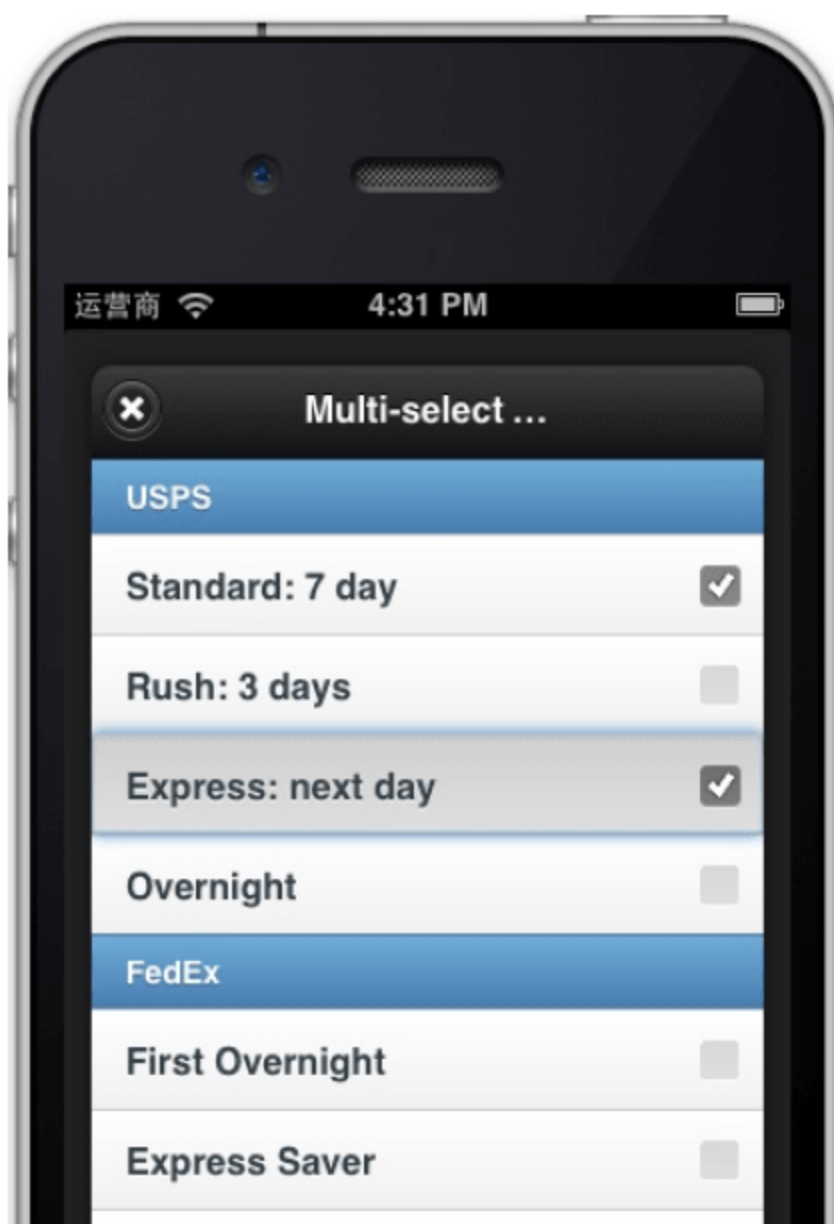 运营商 4:31 PM
Multi-select ...
USPS
Standard: 7 day
Rush: 3 days
Express: next day
Overnight
FedEx
First Overnight
Express Saver